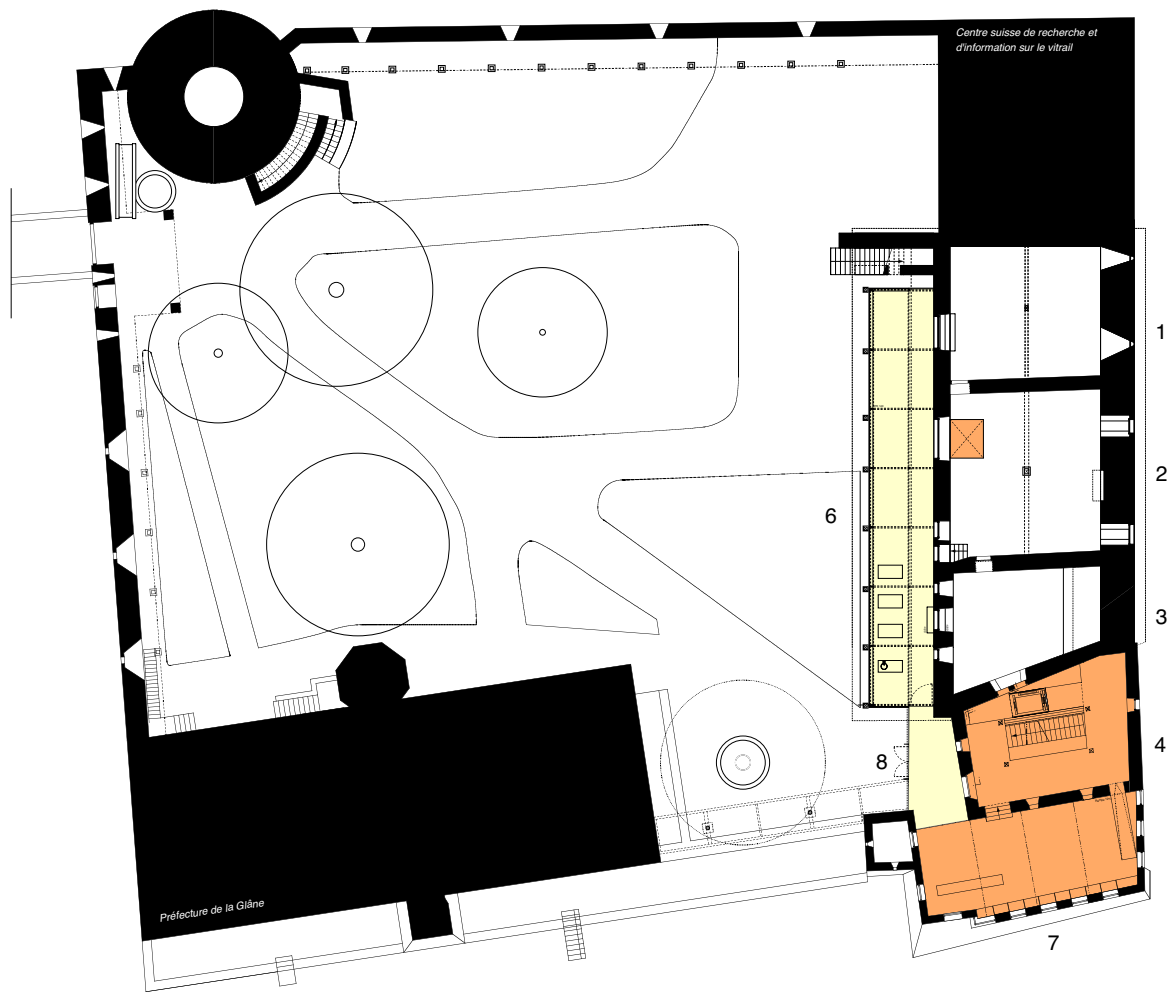 Centre suisse de recherche et
d'information sur le vitrail
1
2
6
3
4
8
Préfecture de la Glâne
7